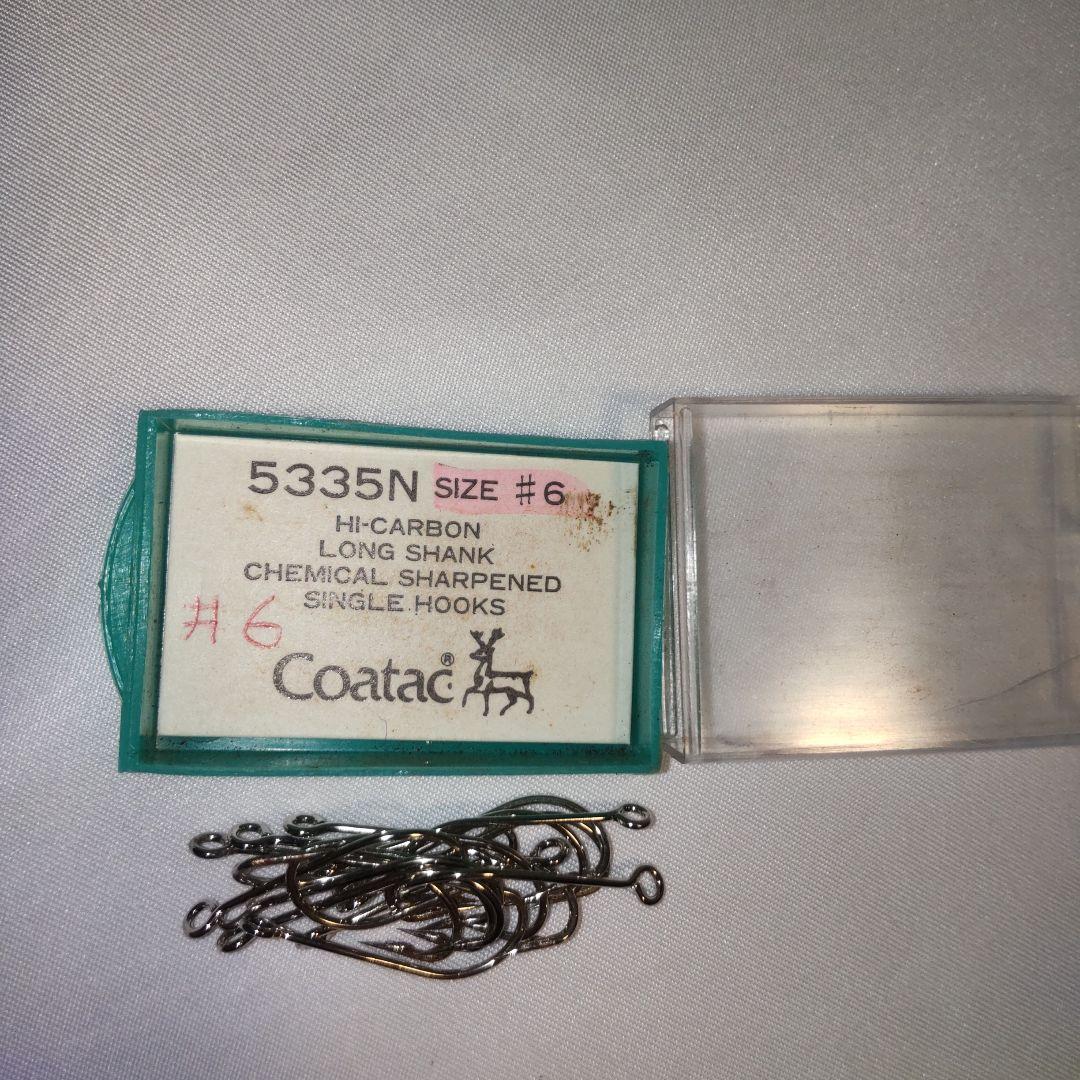 5335N SIZE #6
HI-CARBON
LONG SHANK
CHEMICAL SHARPENED
SINGLE HOOKS
#6
Coatac®